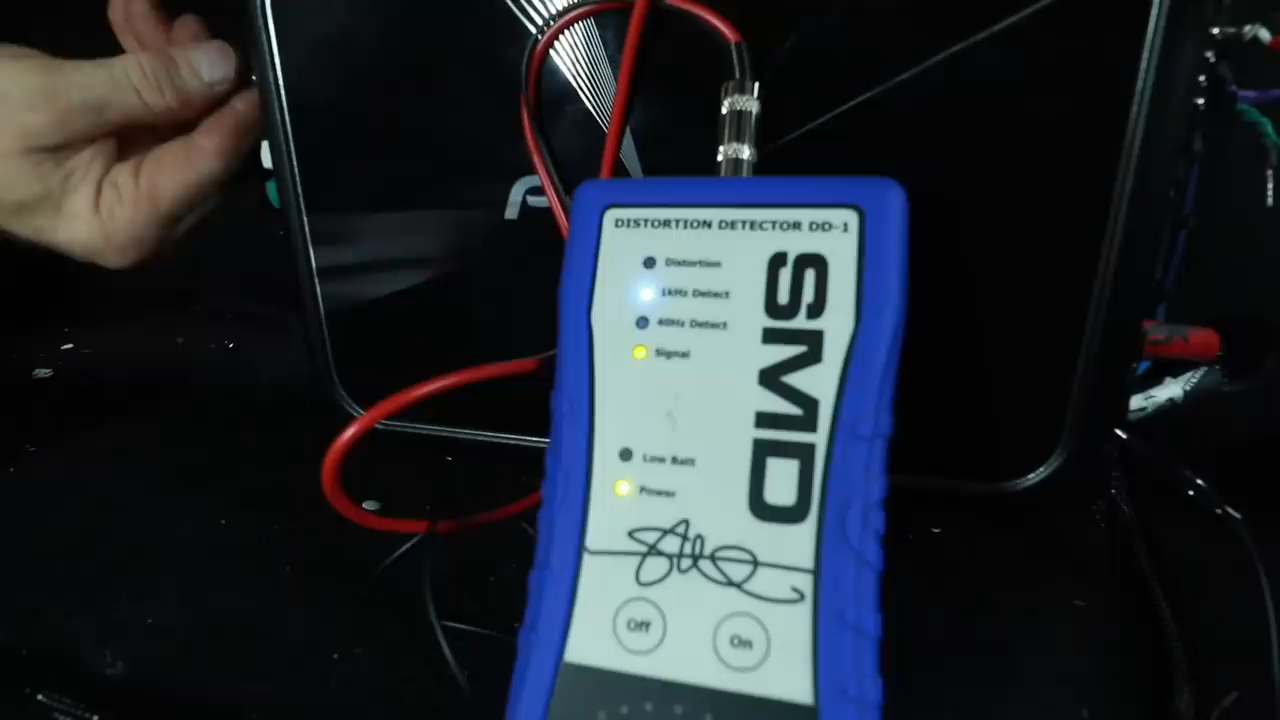 DISTORTION DETECTOR DD-1
Distortion
1kHz Detect
40Hz Detect
Signal
Low Batt
Power
SMD
Off
On